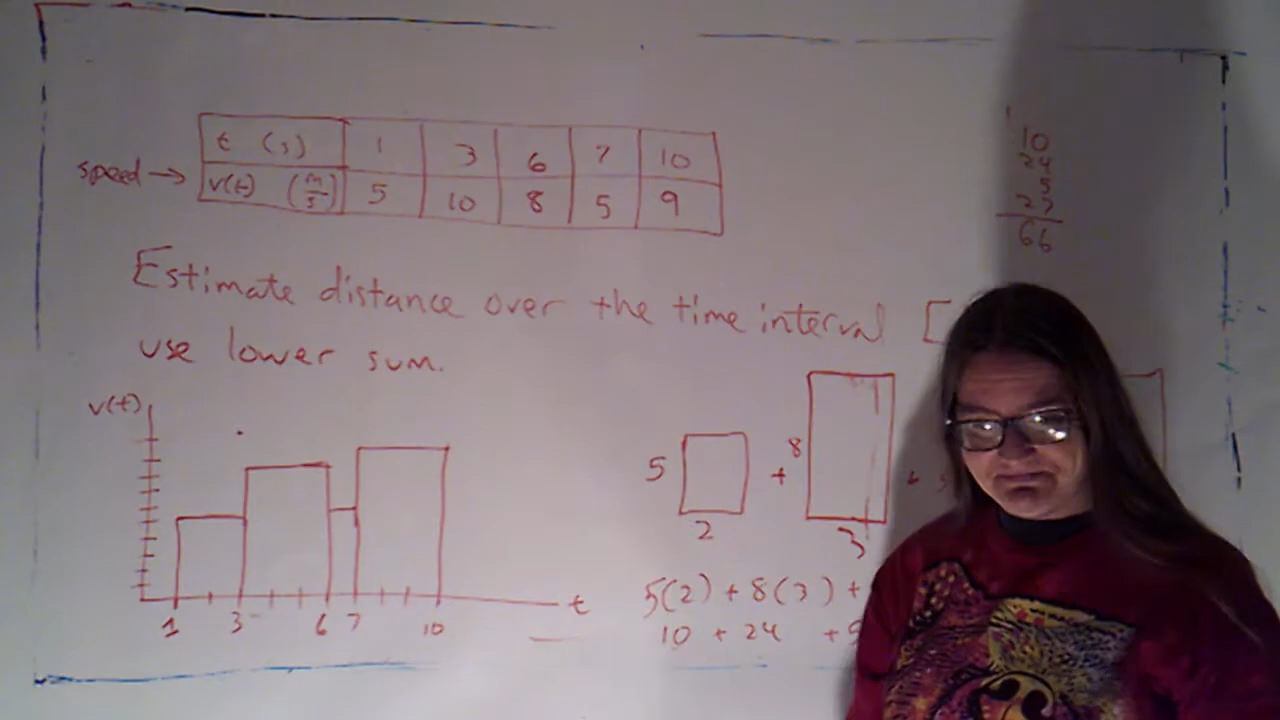 t (s) 1 3 6 7 10
speed → v(t) (m/s) 5 10 8 5 9
10
24
5
27
66
Estimate distance over the time interval [
use lower sum.
v(t)
1 3 6 7 10 t
5 + 8
2 3
5(2) + 8(3) +
10 + 24 +